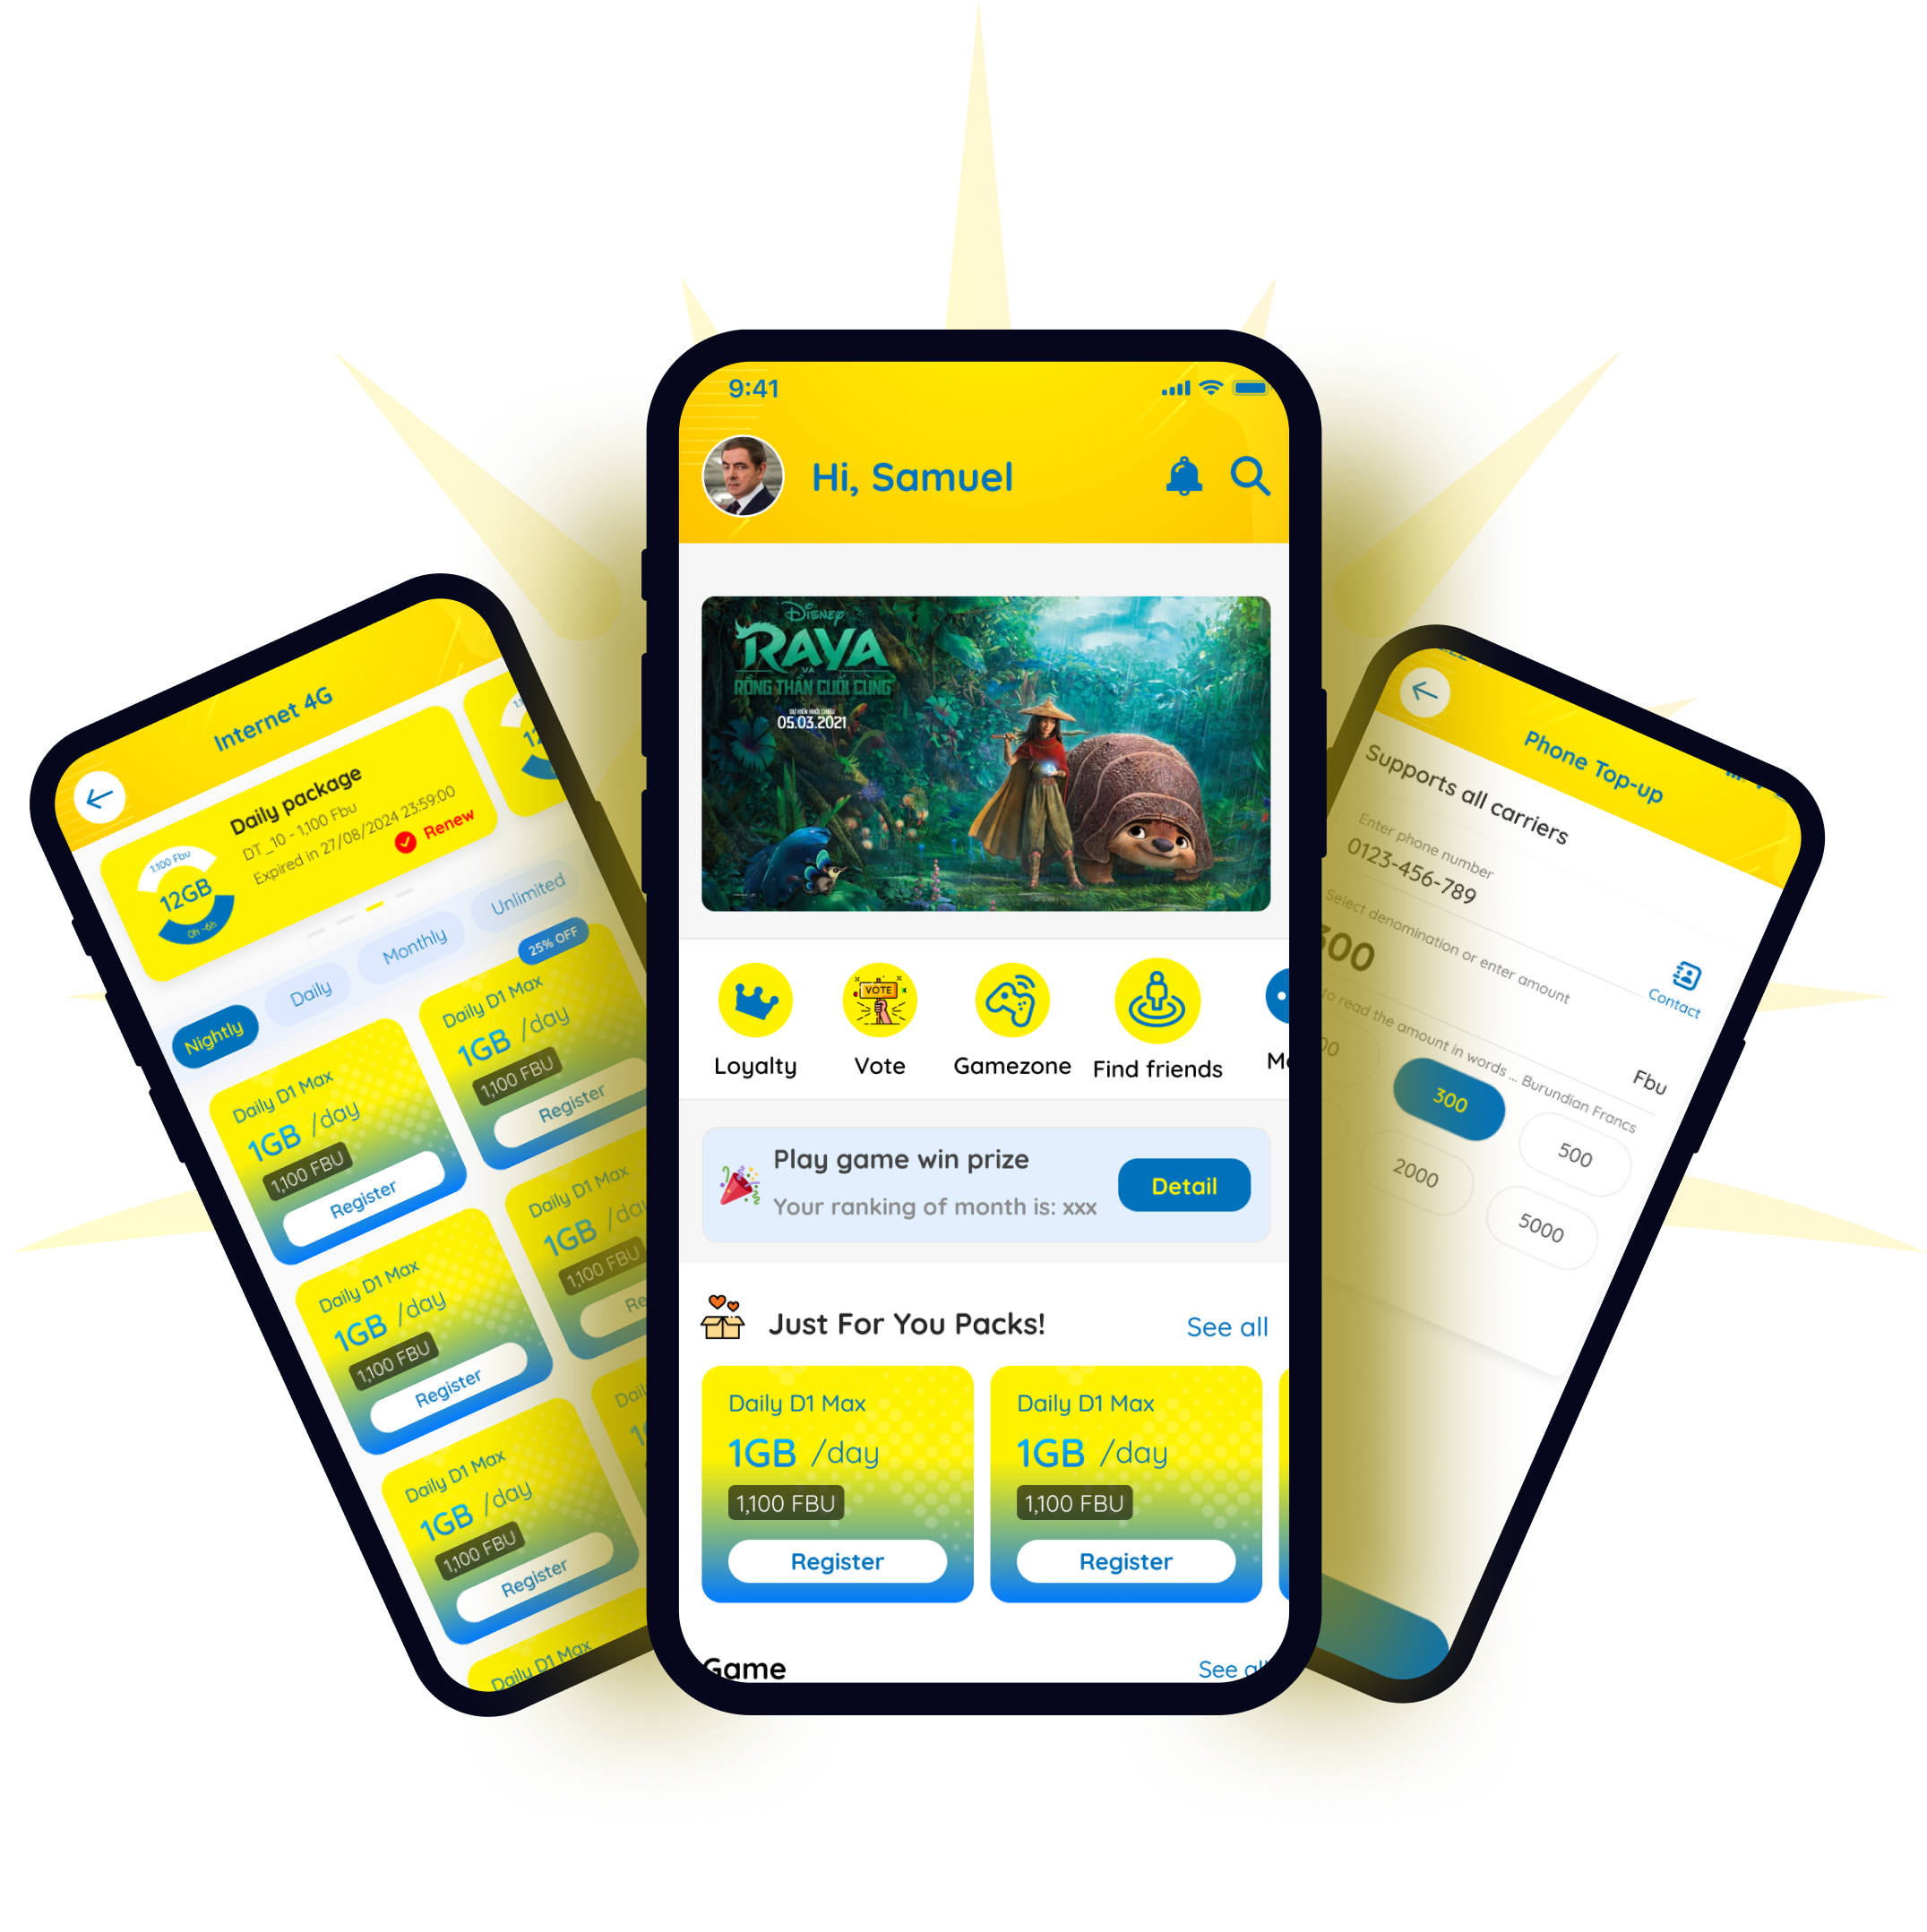 9:41
Hi, Samuel
DISNEY
RAYA
VA
RỒNG THẦN CUỐI CÙNG
DỰ KIẾN KHỞI CHIẾU
05.03.2021
Loyalty
Vote
VOTE
Gamezone
Find friends
Play game win prize
Your ranking of month is: xxx
Detail
Just For You Packs!
See all
Daily D1 Max
1GB /day
1,100 FBU
Register
Daily D1 Max
1GB /day
1,100 FBU
Register
Game
See all
Internet 4G
Daily package
DT_10 - 1,100 Fbu
Expired in 27/08/2024 23:59:00
Renew
1,100 Fbu
12GB
0h -6h
Nightly
Daily
Monthly
Unlimited
25% OFF
Daily D1 Max
1GB /day
1,100 FBU
Register
Daily D1 Max
1GB /day
1,100 FBU
Register
Daily D1 Max
1GB /day
1,100 FBU
Register
Daily D1 Max
1GB /day
1,100 FBU
Daily D1 Max
1GB /day
1,100 FBU
Register
Daily D1 Max
Phone Top-up
Supports all carriers
Enter phone number
0123-456-789
Contact
Select denomination or enter amount
300
Fbu
to read the amount in words ... Burundian Francs
300
500
2000
5000